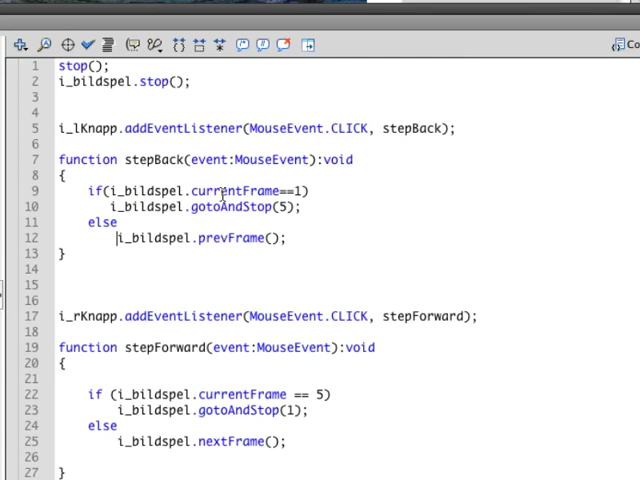 Co
1 stop();
2 i_bildspel.stop();
3
4
5 i_lKnapp.addEventListener(MouseEvent.CLICK, stepBack);
6
7 function stepBack(event:MouseEvent):void
8 {
9 if(i_bildspel.currentFrame==1)
10 i_bildspel.gotoAndStop(5);
11 else
12 i_bildspel.prevFrame();
13 }
14
15
16
17 i_rKnapp.addEventListener(MouseEvent.CLICK, stepForward);
18
19 function stepForward(event:MouseEvent):void
20 {
21
22 if (i_bildspel.currentFrame == 5)
23 i_bildspel.gotoAndStop(1);
24 else
25 i_bildspel.nextFrame();
26
27 }